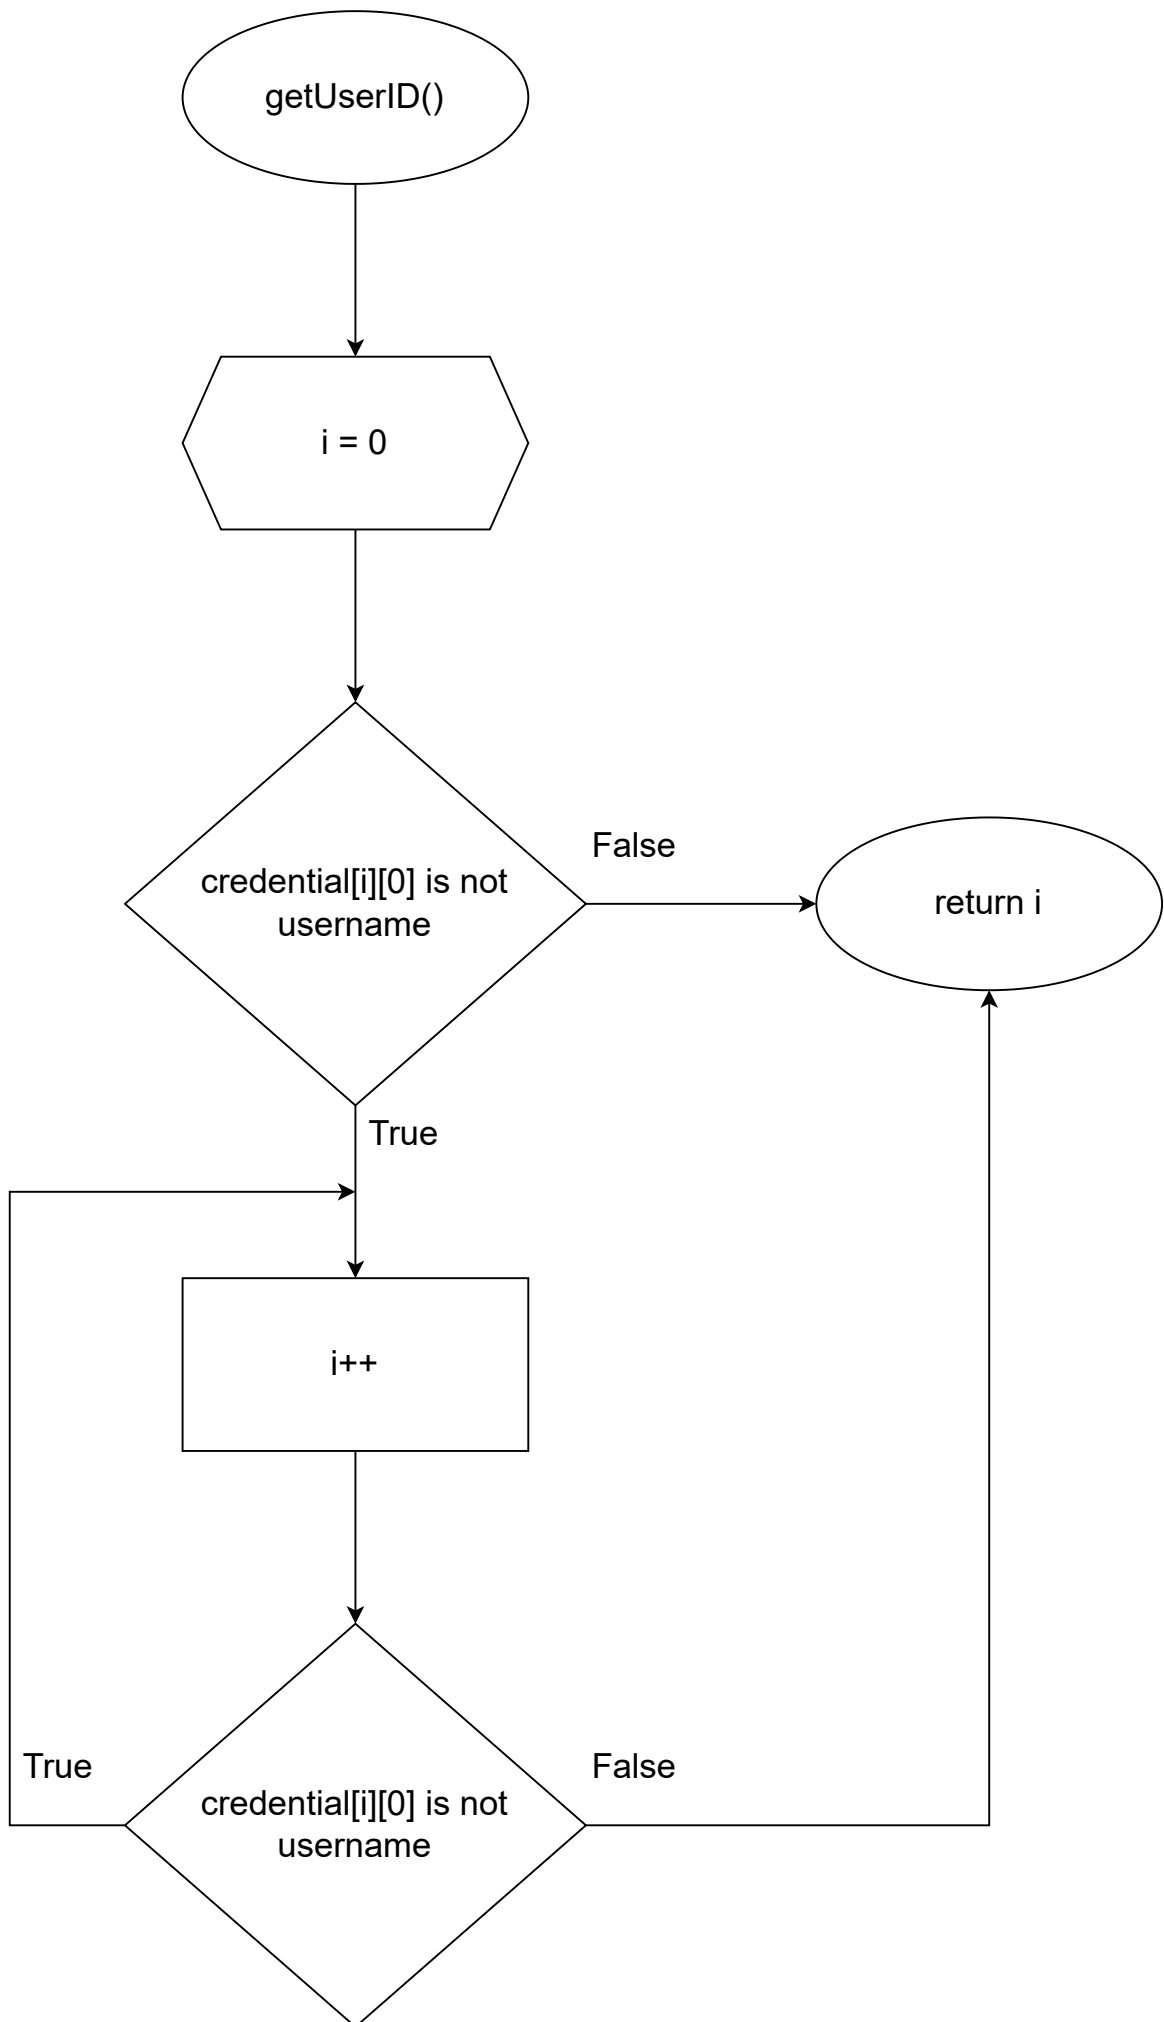 getUserID()
i = 0
credential[i][0] is not
username
False
return i
True
i++
True
credential[i][0] is not
username
False